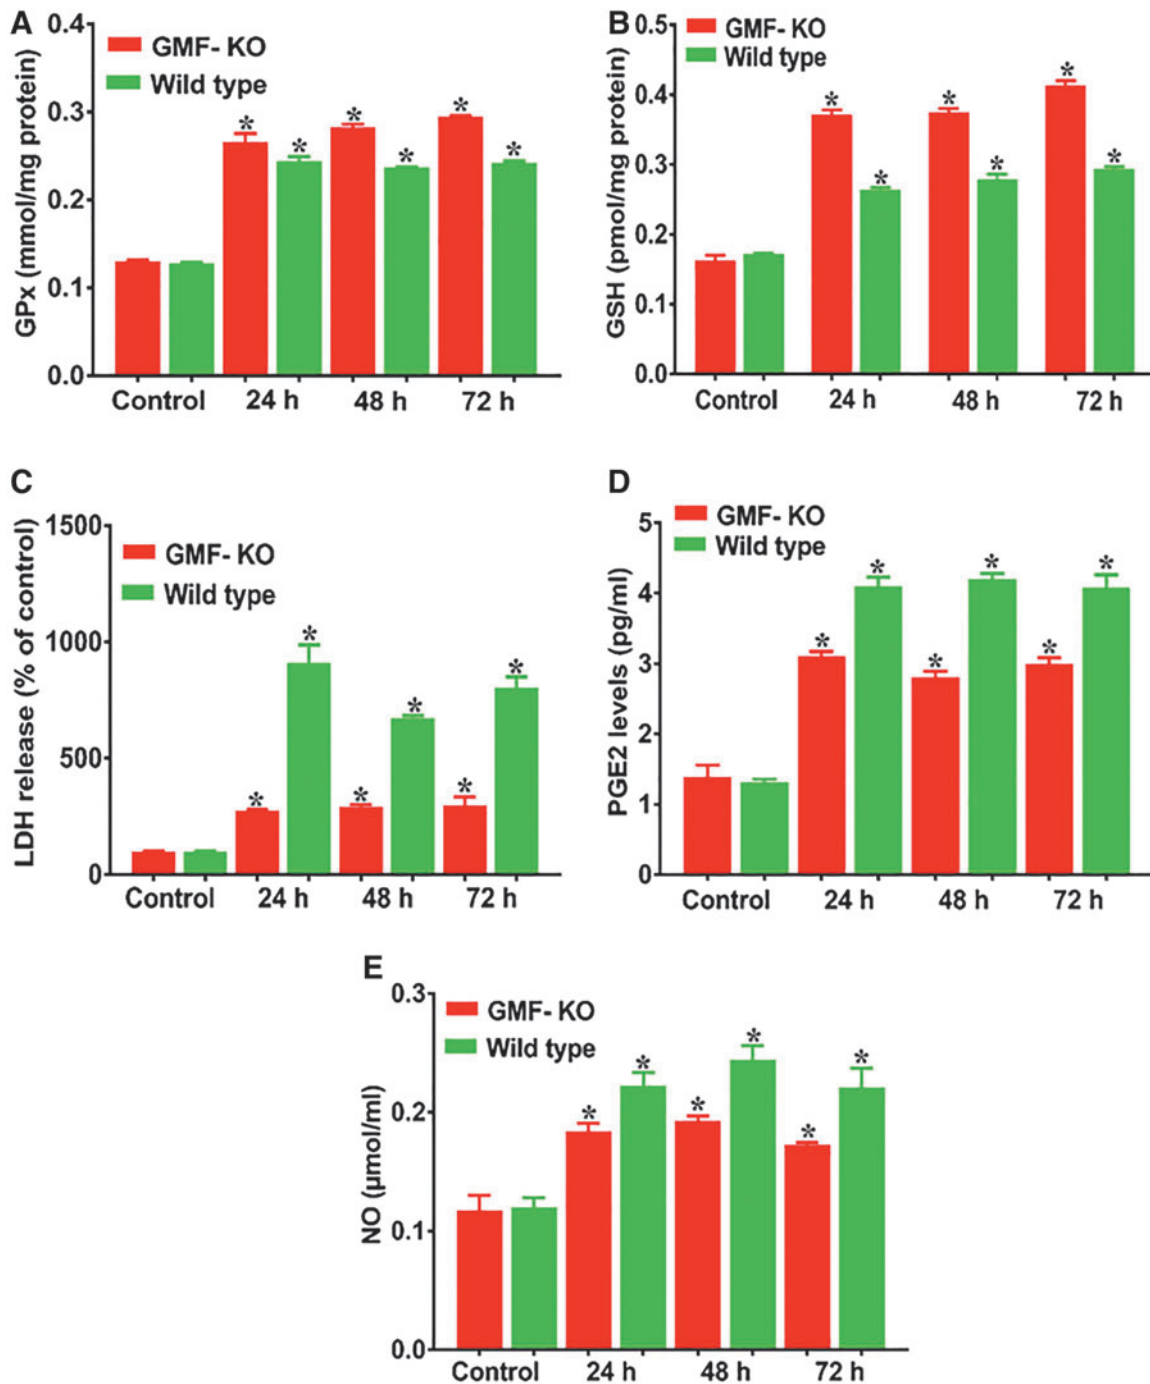 A
GPx (mmol/mg protein)
0.4
0.3
0.2
0.1
0.0
GMF- KO
Wild type
* * * * * *
Control 24 h 48 h 72 h
B
GSH (pmol/mg protein)
0.5
0.4
0.3
0.2
0.1
0.0
GMF- KO
Wild type
* * * * * *
Control 24 h 48 h 72 h
C
LDH release (% of control)
1500
1000
500
0
GMF- KO
Wild type
* * * * * *
Control 24 h 48 h 72 h
D
PGE2 levels (pg/ml)
5
4
3
2
1
0
GMF- KO
Wild type
* * * * * *
Control 24 h 48 h 72 h
E
NO (μmol/ml)
0.3
0.2
0.1
0.0
GMF- KO
Wild type
* * * * * *
Control 24 h 48 h 72 h